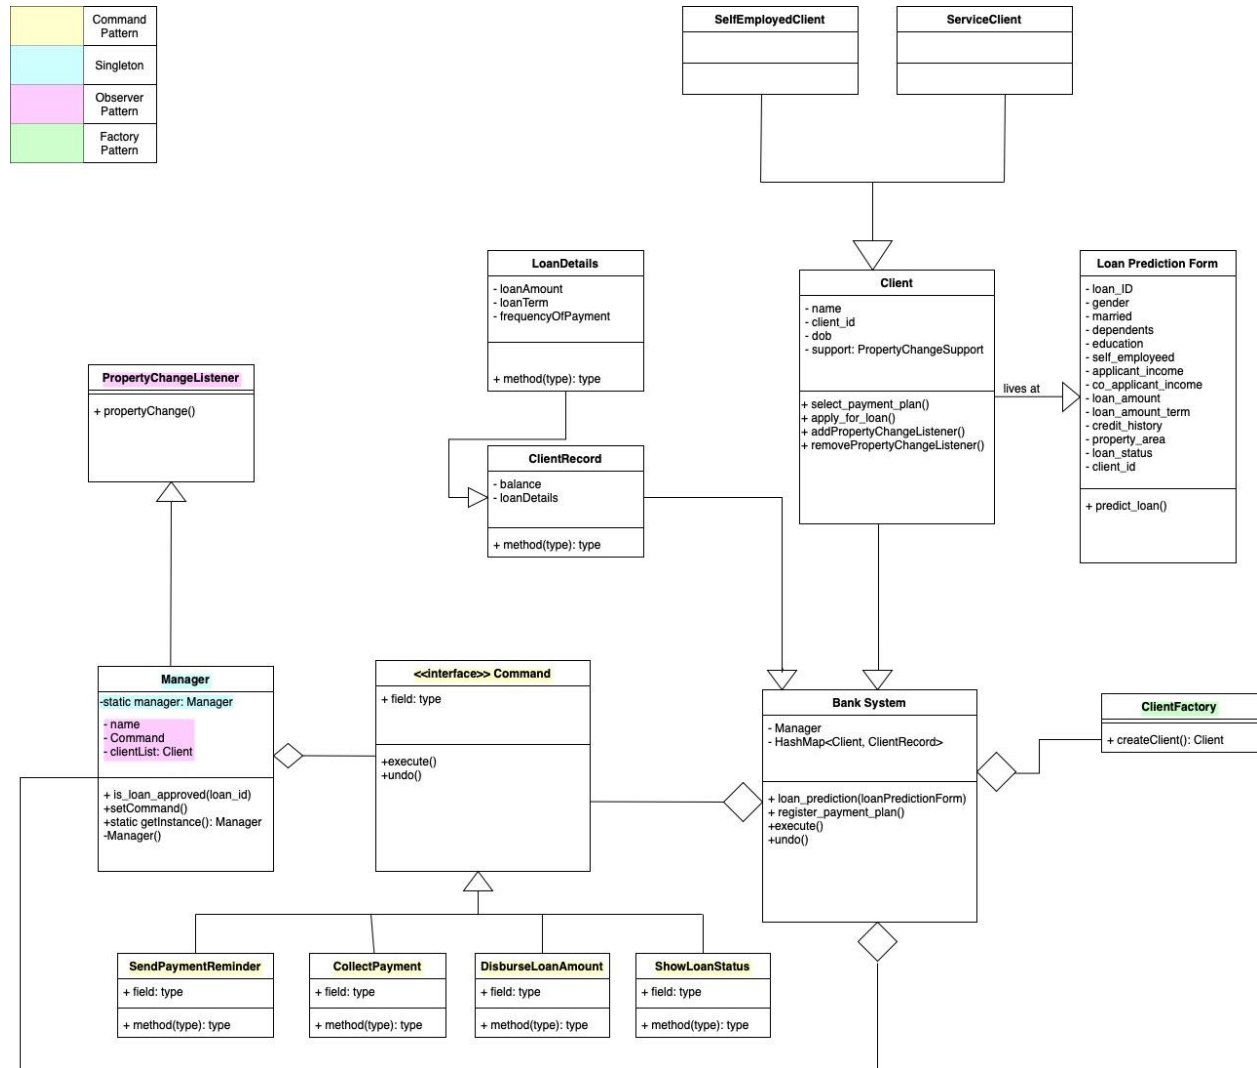 Command
Pattern
Singleton
Observer
Pattern
Factory
Pattern
SelfEmployedClient
ServiceClient
LoanDetails
- loanAmount
- loanTerm
- frequencyOfPayment
+ method(type): type
Client
- name
- client_id
- dob
- support: PropertyChangeSupport
+ select_payment_plan()
+ apply_for_loan()
+ addPropertyChangeListener()
+ removePropertyChangeListener()
lives at
Loan Prediction Form
- loan_ID
- gender
- married
- dependents
- education
- self_employeed
- applicant_income
- co_applicant_income
- loan_amount
- loan_amount_term
- credit_history
- property_area
- loan_status
- client_id
+ predict_loan()
PropertyChangeListener
+ propertyChange()
ClientRecord
- balance
- loanDetails
+ method(type): type
Manager
-static manager: Manager
- name
- Command
- clientList: Client
+ is_loan_approved(loan_id)
+setCommand()
+static getInstance(): Manager
-Manager()
<<interface>> Command
+ field: type
+execute()
+undo()
Bank System
- Manager
- HashMap<Client, ClientRecord>
+ loan_prediction(loanPredictionForm)
+ register_payment_plan()
+execute()
+undo()
ClientFactory
+ createClient(): Client
SendPaymentReminder
+ field: type
+ method(type): type
CollectPayment
+ field: type
+ method(type): type
DisburseLoanAmount
+ field: type
+ method(type): type
ShowLoanStatus
+ field: type
+ method(type): type